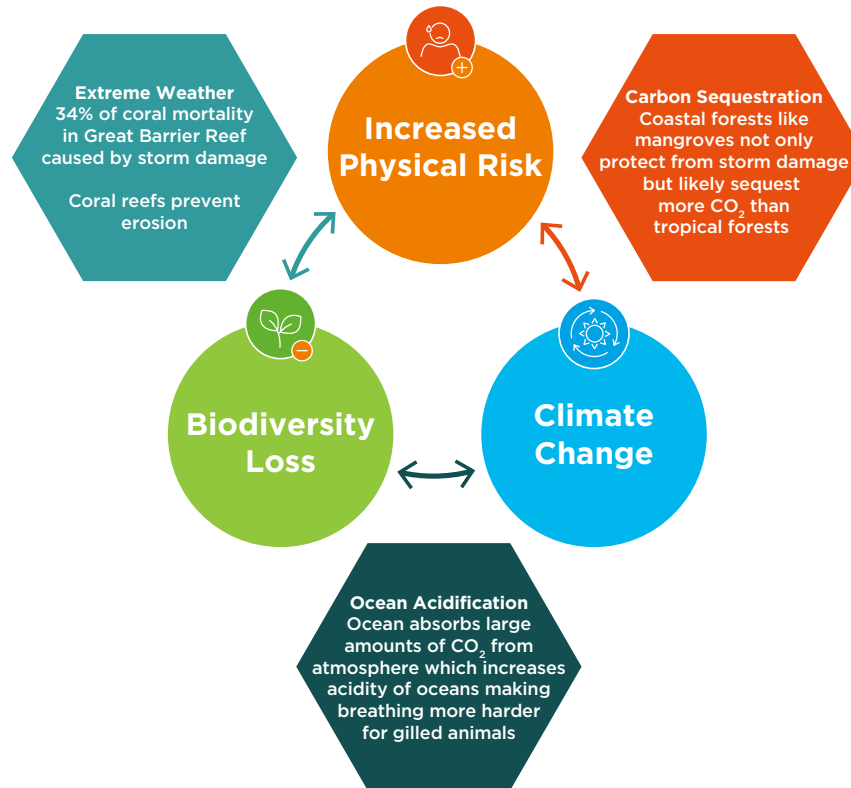 Extreme Weather
34% of coral mortality
in Great Barrier Reef
caused by storm damage
Coral reefs prevent
erosion
Increased
Physical Risk
Carbon Sequestration
Coastal forests like
mangroves not only
protect from storm damage
but likely sequest
more CO₂ than
tropical forests
Biodiversity
Loss
Climate
Change
Ocean Acidification
Ocean absorbs large
amounts of CO₂ from
atmosphere which increases
acidity of oceans making
breathing more harder
for gilled animals